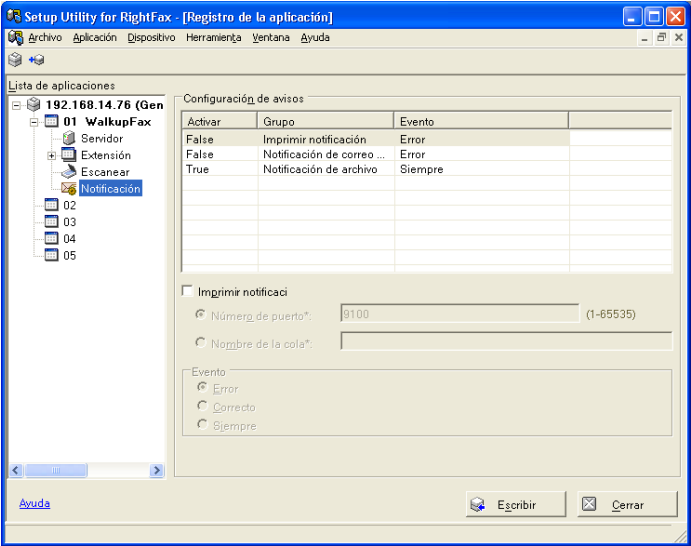 Setup Utility for RightFax - [Registro de la aplicación]
Archivo Aplicación Dispositivo Herramienta Ventana Ayuda
Lista de aplicaciones
192.168.14.76 (Gen
01 WalkupFax
Servidor
Extensión
Escanear
Notificación
02
03
04
05
Configuración de avisos
Activar Grupo Evento
False Imprimir notificación Error
False Notificación de correo ... Error
True Notificación de archivo Siempre
Imprimir notificaci
Número de puerto*: 9100 (1-65535)
Nombre de la cola*:
Evento
Error
Correcto
Siempre
Ayuda Escribir Cerrar